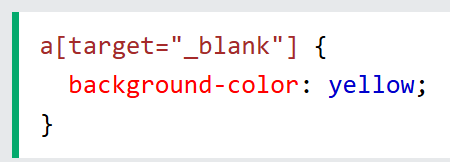 a[target="_blank"] {
  background-color: yellow;
}